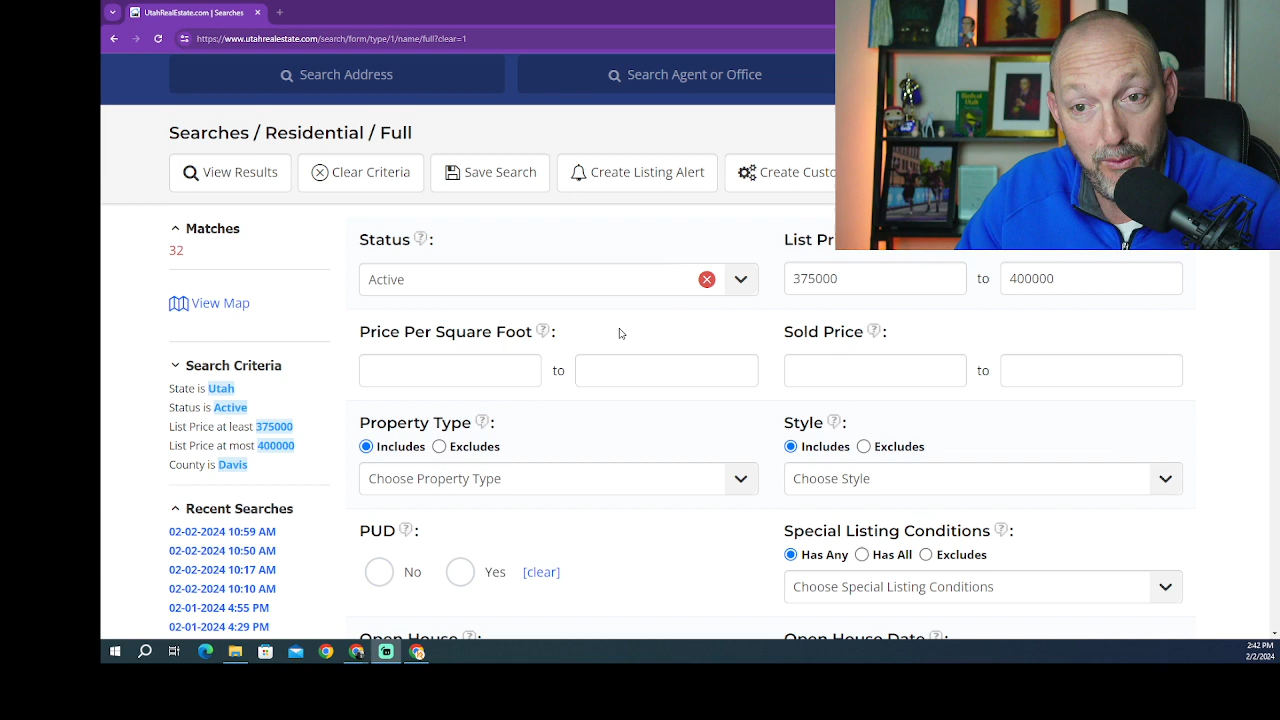 UtahRealEstate.com | Searches
https://www.utahrealestate.com/search/form/type/1/name/full?clear=1
Search Address
Search Agent or Office
Searches / Residential / Full
View Results
Clear Criteria
Save Search
Create Listing Alert
Create Custo
Matches
32
View Map
Search Criteria
State is Utah
Status is Active
List Price at least 375000
List Price at most 400000
County is Davis
Recent Searches
02-02-2024 10:59 AM
02-02-2024 10:50 AM
02-02-2024 10:17 AM
02-02-2024 10:10 AM
02-01-2024 4:55 PM
02-01-2024 4:29 PM
Status ? :
Active
List Pri
375000 to 400000
Price Per Square Foot ? :
to
Sold Price ? :
to
Property Type ? :
Includes Excludes
Choose Property Type
Style ? :
Includes Excludes
Choose Style
PUD ? :
No Yes [clear]
Special Listing Conditions ? :
Has Any Has All Excludes
Choose Special Listing Conditions
Open House ? :
Open House Date ? :
2:42 PM
2/2/2024